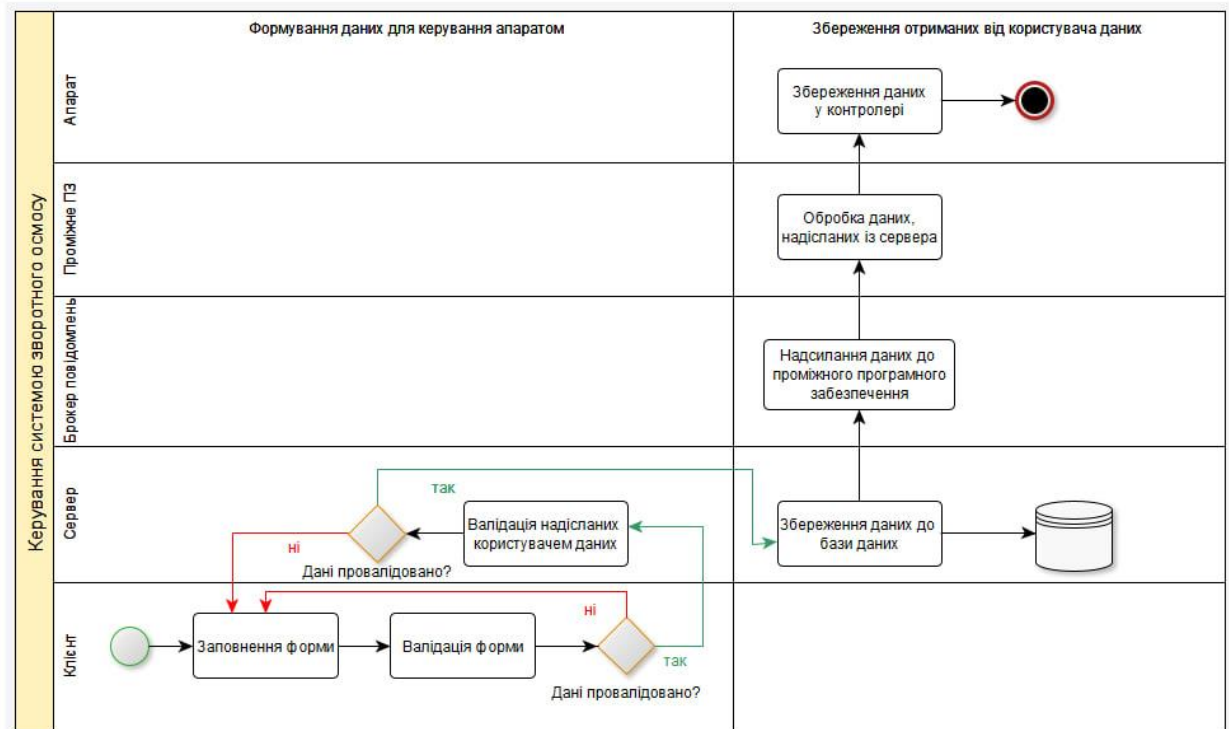 Формування даних для керування апаратом
Збереження отриманих від користувача даних
Керування системою зворотного осмосу
Апарат
Збереження даних
у контролері
Проміжне ПЗ
Обробка даних,
надісланих із сервера
Брокер повідомлень
Надсилання даних до
проміжного програмного
забезпечення
Сервер
так
ні
Дані провалідовано?
Валідація надісланих
користувачем даних
Збереження даних до
бази даних
Клієнт
Заповнення форми
Валідація форми
ні
так
Дані провалідовано?